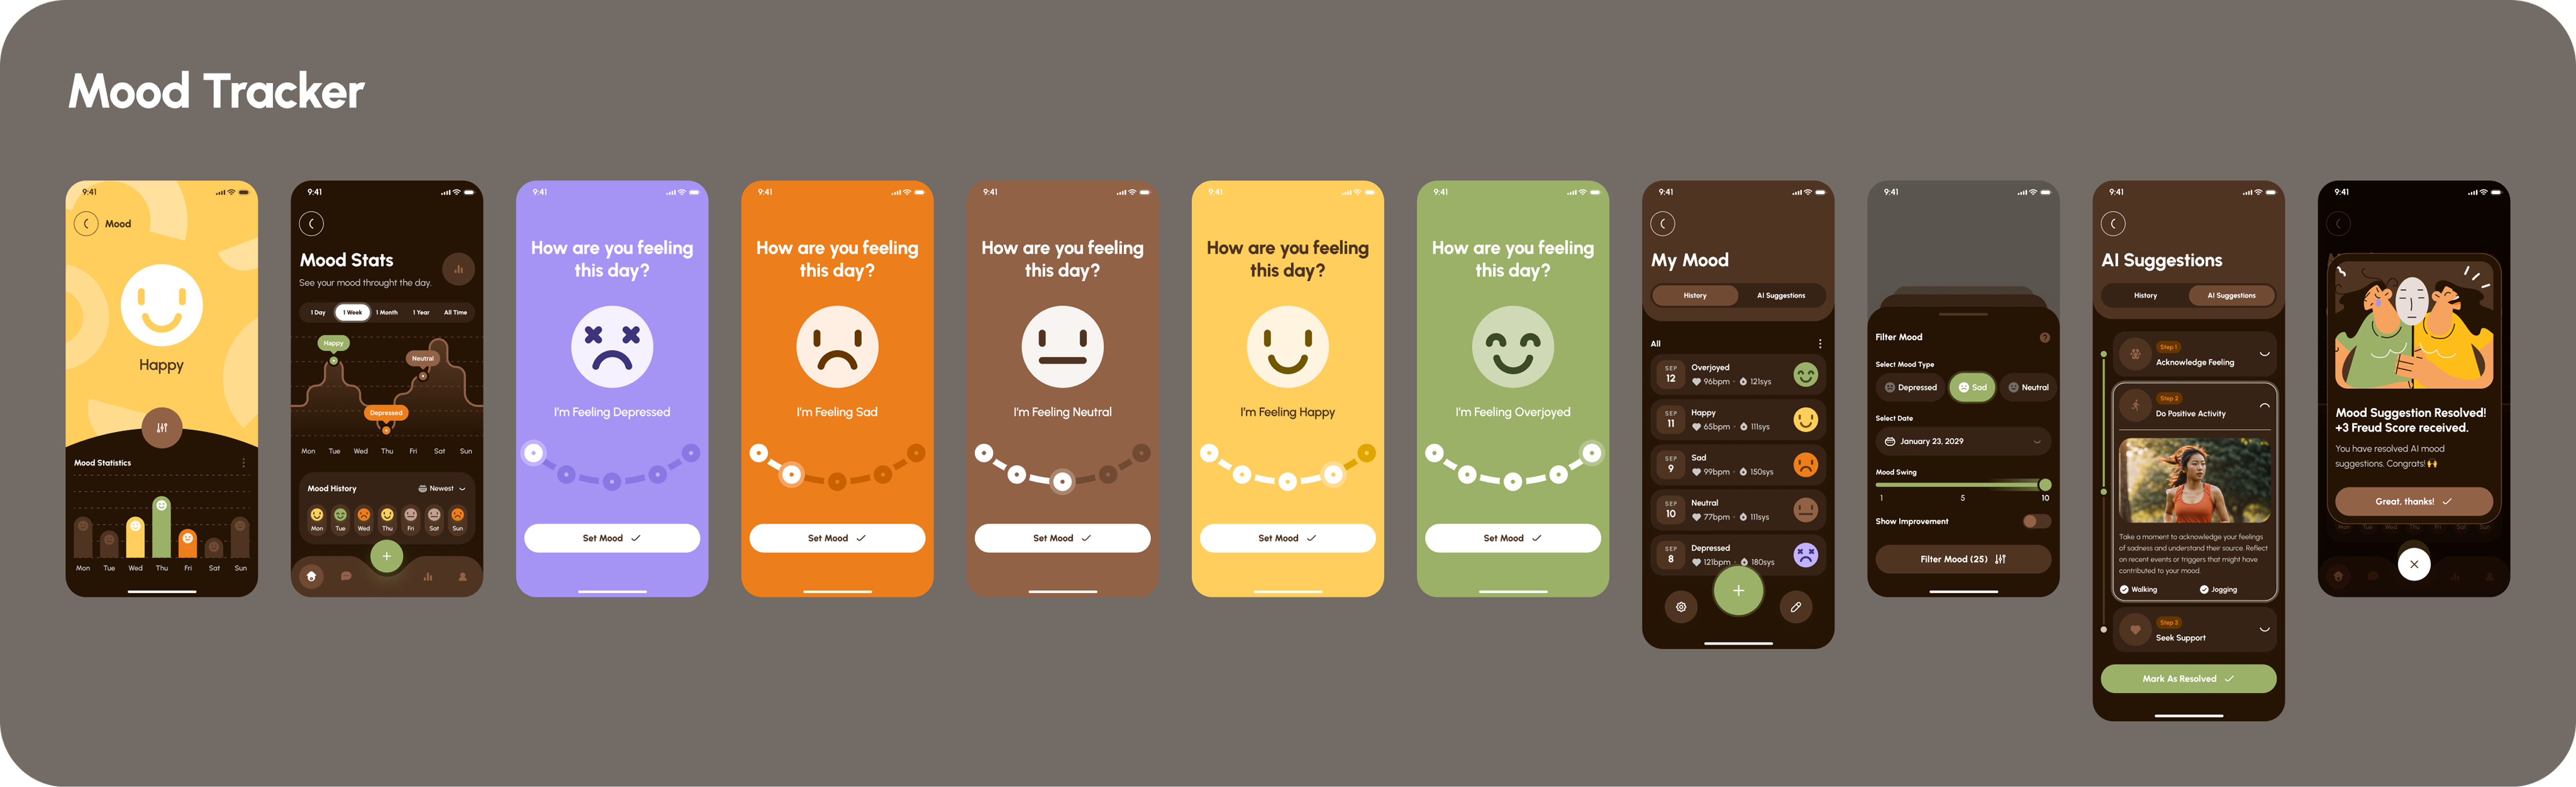 Mood Tracker
9:41
Mood
Happy
Mood Statistics
Mon Tue Wed Thu Fri Sat Sun
9:41
Mood Stats
See your mood throught the day.
1 Day 1 Week 1 Month 1 Year All Time
Happy
Neutral
Depressed
Mon Tue Wed Thu Fri Sat Sun
Mood History Newest
Mon Tue Wed Thu Fri Sat Sun
9:41
How are you feeling
this day?
I'm Feeling Depressed
Set Mood
9:41
How are you feeling
this day?
I'm Feeling Sad
Set Mood
9:41
How are you feeling
this day?
I'm Feeling Neutral
Set Mood
9:41
How are you feeling
this day?
I'm Feeling Happy
Set Mood
9:41
How are you feeling
this day?
I'm Feeling Overjoyed
Set Mood
9:41
My Mood
History AI Suggestions
All
SEP
12
Overjoyed
96bpm · 121sys
SEP
11
Happy
65bpm · 111sys
SEP
9
Sad
99bpm · 150sys
SEP
10
Neutral
77bpm · 111sys
SEP
8
Depressed
121bpm · 180sys
9:41
Filter Mood
Select Mood Type
Depressed Sad Neutral
Select Date
January 23, 2029
Mood Swing
1 5 10
Show Improvement
Filter Mood (25)
9:41
AI Suggestions
History AI Suggestions
Step 1
Acknowledge Feeling
Step 2
Do Positive Activity
Take a moment to acknowledge your feelings
of sadness and understand their source. Reflect
on recent events or triggers that might have
contributed to your mood.
Walking Jogging
Step 3
Seek Support
Mark As Resolved
9:41
Mood Suggestion Resolved!
+3 Freud Score received.
You have resolved AI mood
suggestions. Congrats! 🙌
Great, thanks!
Mon Tue Wed Thu Fri Sat Sun